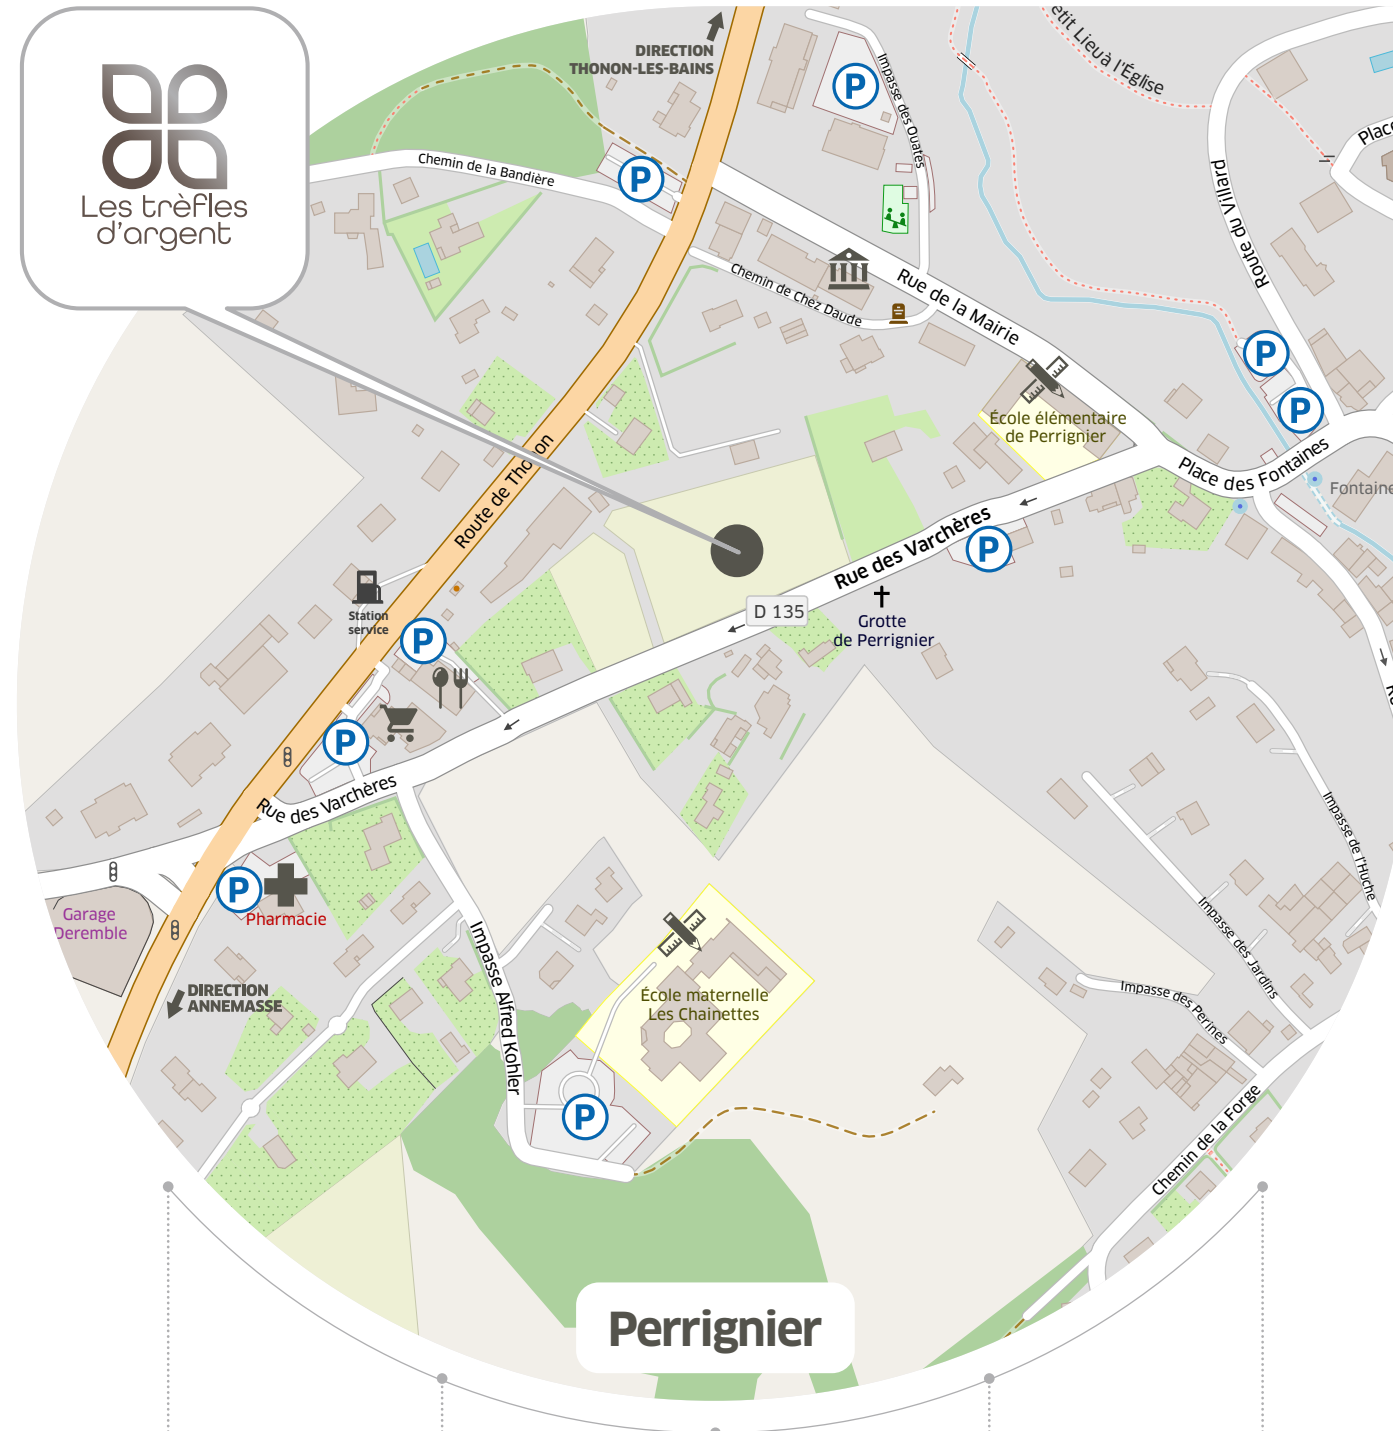 Les trèfles
d'argent
DIRECTION
THONON-LES-BAINS
P
Impasse des Ouates
etit Lieu à l'Église
Place
Chemin de la Bandière
P
Route du Villard
Chemin de Chez Daude
Rue de la Mairie
P
P
École élémentaire
de Perrignier
Place des Fontaines
Fontaine
Route de Thonon
Rue des Varchères
P
D 135
Grotte
de Perrignier
Station
service
P
P
Rue des Varchères
Impasse de l'Huche
P
Pharmacie
Garage
Deremble
DIRECTION
ANNEMASSE
Impasse Alfred Kohler
École maternelle
Les Chainettes
Impasse des Jardins
Impasse des Perines
P
Chemin de la Forge
Perrignier